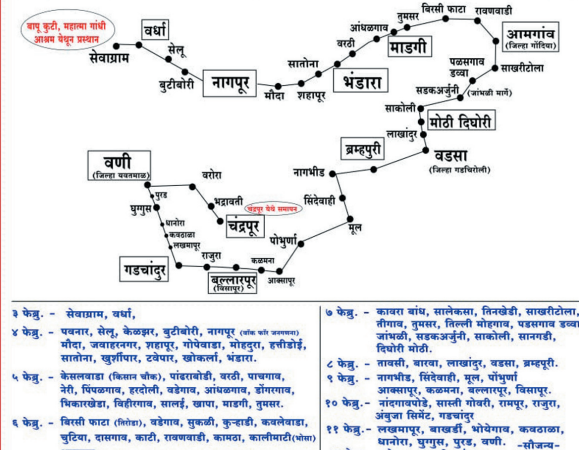 बापू कुटी, महात्मा गांधी
आश्रम येथून प्रस्थान
सेवाग्राम
वर्धा
सेलू
बुटीबोरी
नागपूर
मौदा
शहापूर
सातोना
वरठी
भंडारा
आंधळगाव
तुमसर
माडगी
बिरसी फाटा
रावणवाडी
आमगांव
(जिल्हा गोंदिया)
साखरीटोला
पळसगाव
डव्वा
सडकअर्जुनी
(जांभळी मार्गे)
साकोली
मोठी दिघोरी
लाखांदुर
वडसा
(जिल्हा गडचिरोली)
ब्रम्हपुरी
नागभीड
सिंदेवाही
मूल
पोभुर्णा
आक्सापूर
कळमना
बल्लारपूर
(विसापूर)
राजुरा
गडचांदुर
लखमापूर
कवठाळा
धानोरा
घुग्गुस
पुरड
वणी
(जिल्हा यवतमाळ)
वरोरा
भद्रावती
चंद्रपूर येथे समापन
चंद्रपूर
३ फेब्रु. - सेवाग्राम, वर्धा,
४ फेब्रु. - पवनार, सेलू, केळझर, बुटीबोरी, नागपूर (वॉक फॉर जनगणना)
मौदा, जवाहरनगर, शहापूर, गोपेवाडा, मोहदुरा, हत्तीडोई,
सातोना, खुर्शीपार, टवेपार, खोकर्ला, भंडारा.
५ फेब्रु. - केसलवाडा (किसान चौक), पांढराबोडी, वरठी, पाचगाव,
नेरी, पिंपळगाव, हरदोली, वडेगाव, आंधळगाव, डोंगरगाव,
भिकारखेडा, विहीरगाव, सालई, खापा, माडगी, तुमसर.
६ फेब्रु. - बिरसी फाटा (तिरोडा), वडेगाव, सुकळी, कुऱ्हाडी, कवलेवाडा,
चुटिया, दासगाव, काटी, रावणवाडी, कामठा, कालीमाटी(भोसा)
७ फेब्रु. - कावरा बांध, सालेकसा, तिनखेडी, साखरीटोला,
तीगाव, तुमसर, तिल्ली मोहगाव, पडसगाव डव्वा
जांभळी, सडकअर्जुनी, साकोली, सानगडी,
दिघोरी मोठी.
८ फेब्रु. - तावसी, बारवा, लाखांदुर, वडसा, ब्रम्हपूरी.
९ फेब्रु. - नागभीड, सिंदेवाही, मूल, पोंभुर्णा
आक्सापूर, कळमना, बल्लारपूर, विसापूर.
१० फेब्रु. - नांदगावपोडे, सास्ती गोवरी, रामपूर, राजुरा,
अंबुजा सिमेंट, गडचांदुर
११ फेब्रु.- लखमापूर, बाखर्डी, भोयेगाव, कवठाळा,
धानोरा, घुग्गुस, पुरड, वणी. -सौजन्य-